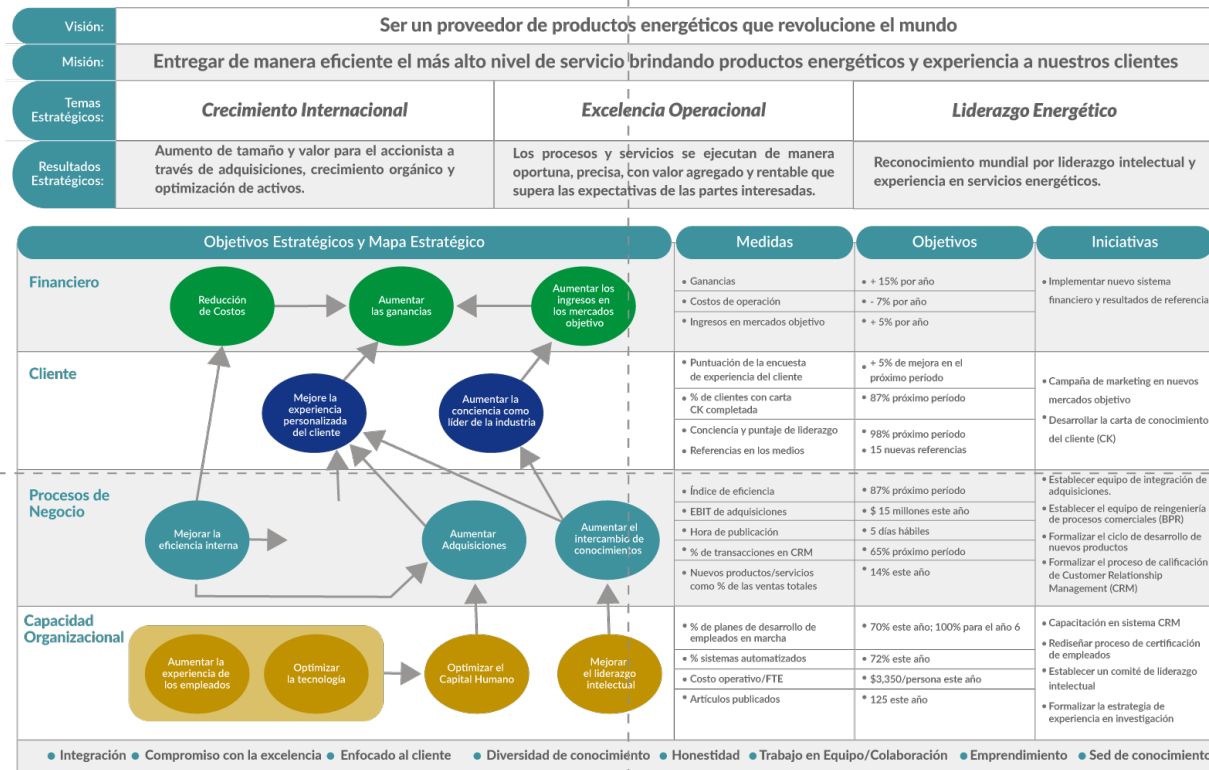 Visión:
Ser un proveedor de productos energéticos que revolucione el mundo
Misión:
Entregar de manera eficiente el más alto nivel de servicio brindando productos energéticos y experiencia a nuestros clientes
Temas
Estratégicos:
Crecimiento Internacional
Excelencia Operacional
Liderazgo Energético
Resultados
Estratégicos:
Aumento de tamaño y valor para el accionista a
través de adquisiciones, crecimiento orgánico y
optimización de activos.
Los procesos y servicios se ejecutan de manera
oportuna, precisa, con valor agregado y rentable que
supera las expectativas de las partes interesadas.
Reconocimiento mundial por liderazgo intelectual y
experiencia en servicios energéticos.
Objetivos Estratégicos y Mapa Estratégico
Medidas
Objetivos
Iniciativas
Financiero
Reducción
de Costos
Aumentar
las ganancias
Aumentar los
ingresos en
los mercados
objetivo
• Ganancias
• + 15% por año
• Costos de operación
• - 7% por año
• Ingresos en mercados objetivo
• + 5% por año
• Implementar nuevo sistema
financiero y resultados de referencia
Cliente
Mejore la
experiencia
personalizada
del cliente
Aumentar la
conciencia como
líder de la industria
• Puntuación de la encuesta
de experiencia del cliente
• + 5% de mejora en el
próximo período
• % de clientes con carta
CK completada
• 87% próximo período
• Conciencia y puntaje de liderazgo
• 98% próximo período
• Referencias en los medios
• 15 nuevas referencias
• Campaña de marketing en nuevos
mercados objetivo
• Desarrollar la carta de conocimiento
del cliente (CK)
Procesos de
Negocio
Mejorar la
eficiencia interna
Aumentar
Adquisiciones
Aumentar el
intercambio de
conocimientos
• Índice de eficiencia
• 87% próximo período
• EBIT de adquisiciones
• $ 15 millones este año
• Hora de publicación
• 5 días hábiles
• % de transacciones en CRM
• 65% próximo período
• Nuevos productos/servicios
como % de las ventas totales
• 14% este año
• Establecer equipo de integración de
adquisiciones.
• Establecer el equipo de reingeniería
de procesos comerciales (BPR)
• Formalizar el ciclo de desarrollo de
nuevos productos
• Formalizar el proceso de calificación
de Customer Relationship
Management (CRM)
Capacidad
Organizacional
Aumentar la
experiencia de
los empleados
Optimizar
la tecnología
Optimizar el
Capital Humano
Mejorar
el liderazgo
intelectual
• % de planes de desarrollo de
empleados en marcha
• 70% este año; 100% para el año 6
• % sistemas automatizados
• 72% este año
• Costo operativo/FTE
• $3,350/persona este año
• Artículos publicados
• 125 este año
• Capacitación en sistema CRM
• Rediseñar proceso de certificación
de empleados
• Establecer un comité de liderazgo
intelectual
• Formalizar la estrategia de
experiencia en investigación
• Integración • Compromiso con la excelencia • Enfocado al cliente • Diversidad de conocimiento • Honestidad • Trabajo en Equipo/Colaboración • Emprendimiento • Sed de conocimiento